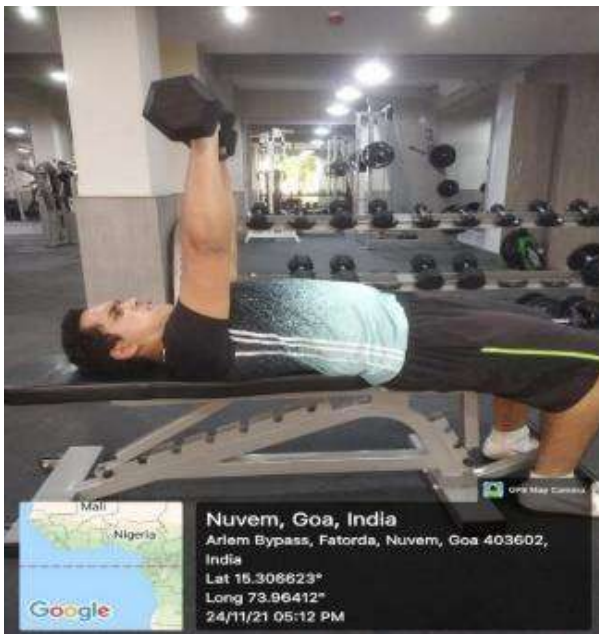 GPS Map Camera
Mali
Nigeria
Google
Nuvem, Goa, India
Arlem Bypass, Fatorda, Nuvem, Goa 403602,
India
Lat 15.306623°
Long 73.96412°
24/11/21 05:12 PM